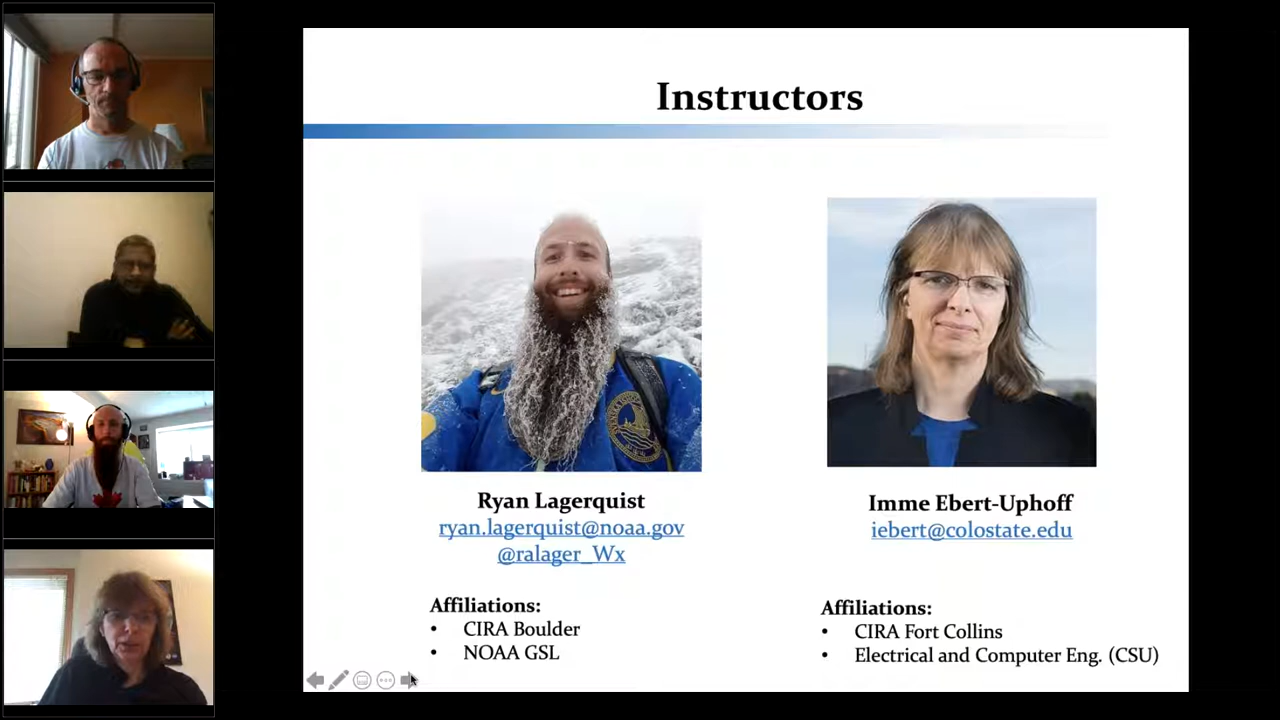 Instructors
Ryan Lagerquist
ryan.lagerquist@noaa.gov
@ralager_Wx
Affiliations:
• CIRA Boulder
• NOAA GSL
Imme Ebert-Uphoff
iebert@colostate.edu
Affiliations:
• CIRA Fort Collins
• Electrical and Computer Eng. (CSU)